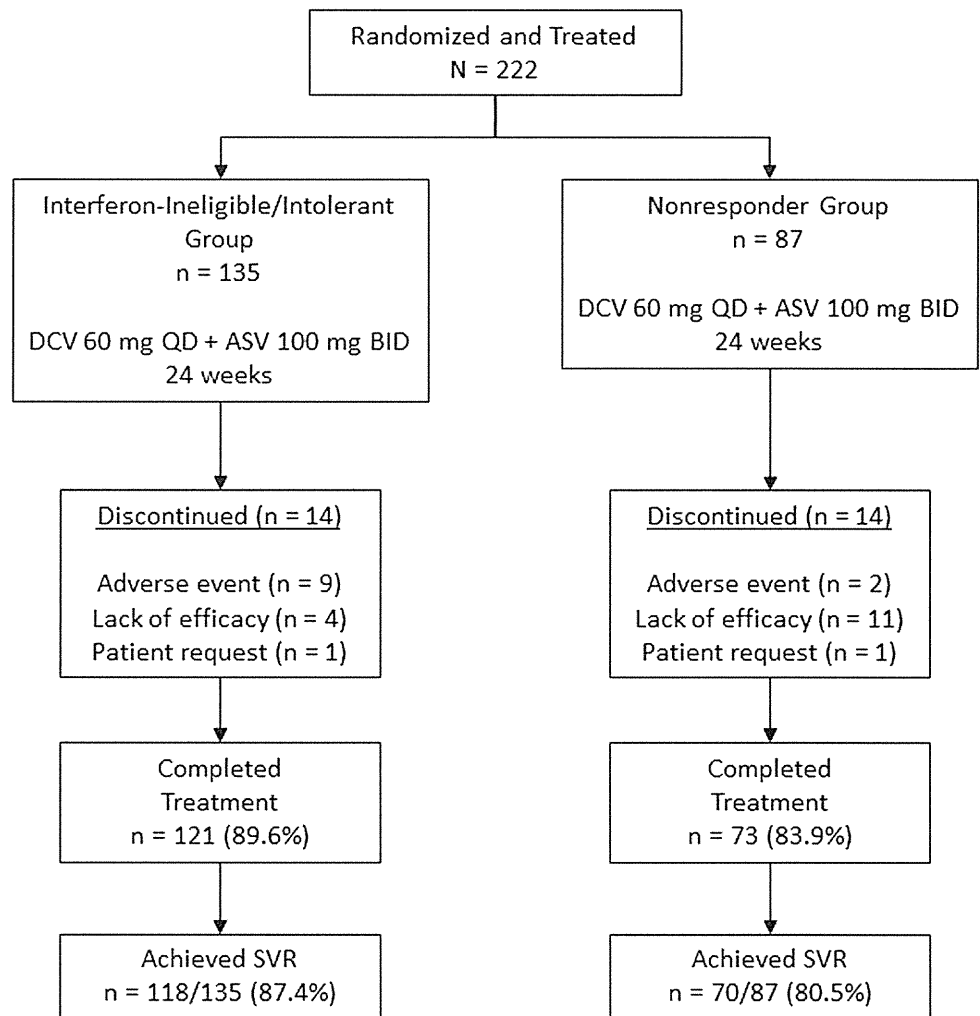 Randomized and Treated
N = 222
Interferon-Ineligible/Intolerant
Group
n = 135
DCV 60 mg QD + ASV 100 mg BID
24 weeks
Nonresponder Group
n = 87
DCV 60 mg QD + ASV 100 mg BID
24 weeks
Discontinued (n = 14)
Adverse event (n = 9)
Lack of efficacy (n = 4)
Patient request (n = 1)
Discontinued (n = 14)
Adverse event (n = 2)
Lack of efficacy (n = 11)
Patient request (n = 1)
Completed
Treatment
n = 121 (89.6%)
Completed
Treatment
n = 73 (83.9%)
Achieved SVR
n = 118/135 (87.4%)
Achieved SVR
n = 70/87 (80.5%)